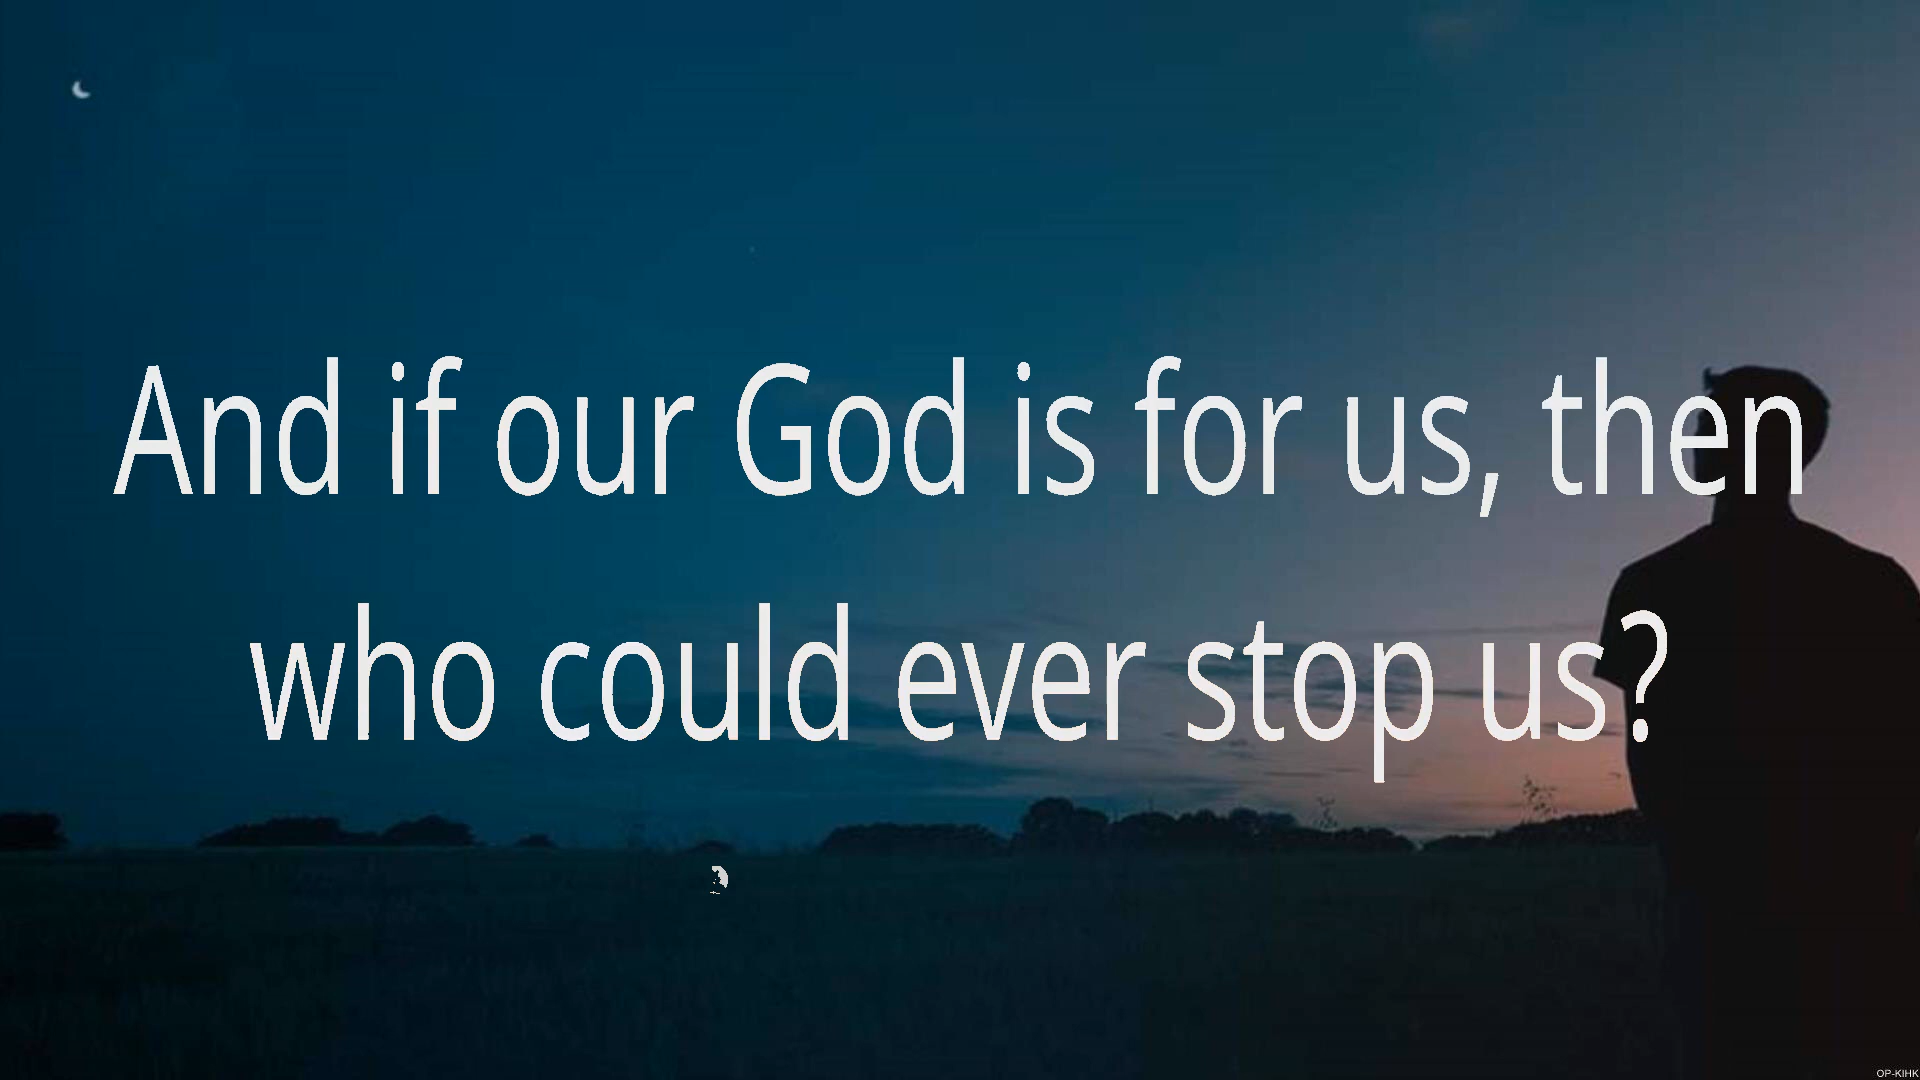 And if our God is for us, then
who could ever stop us?
OP-KIHK